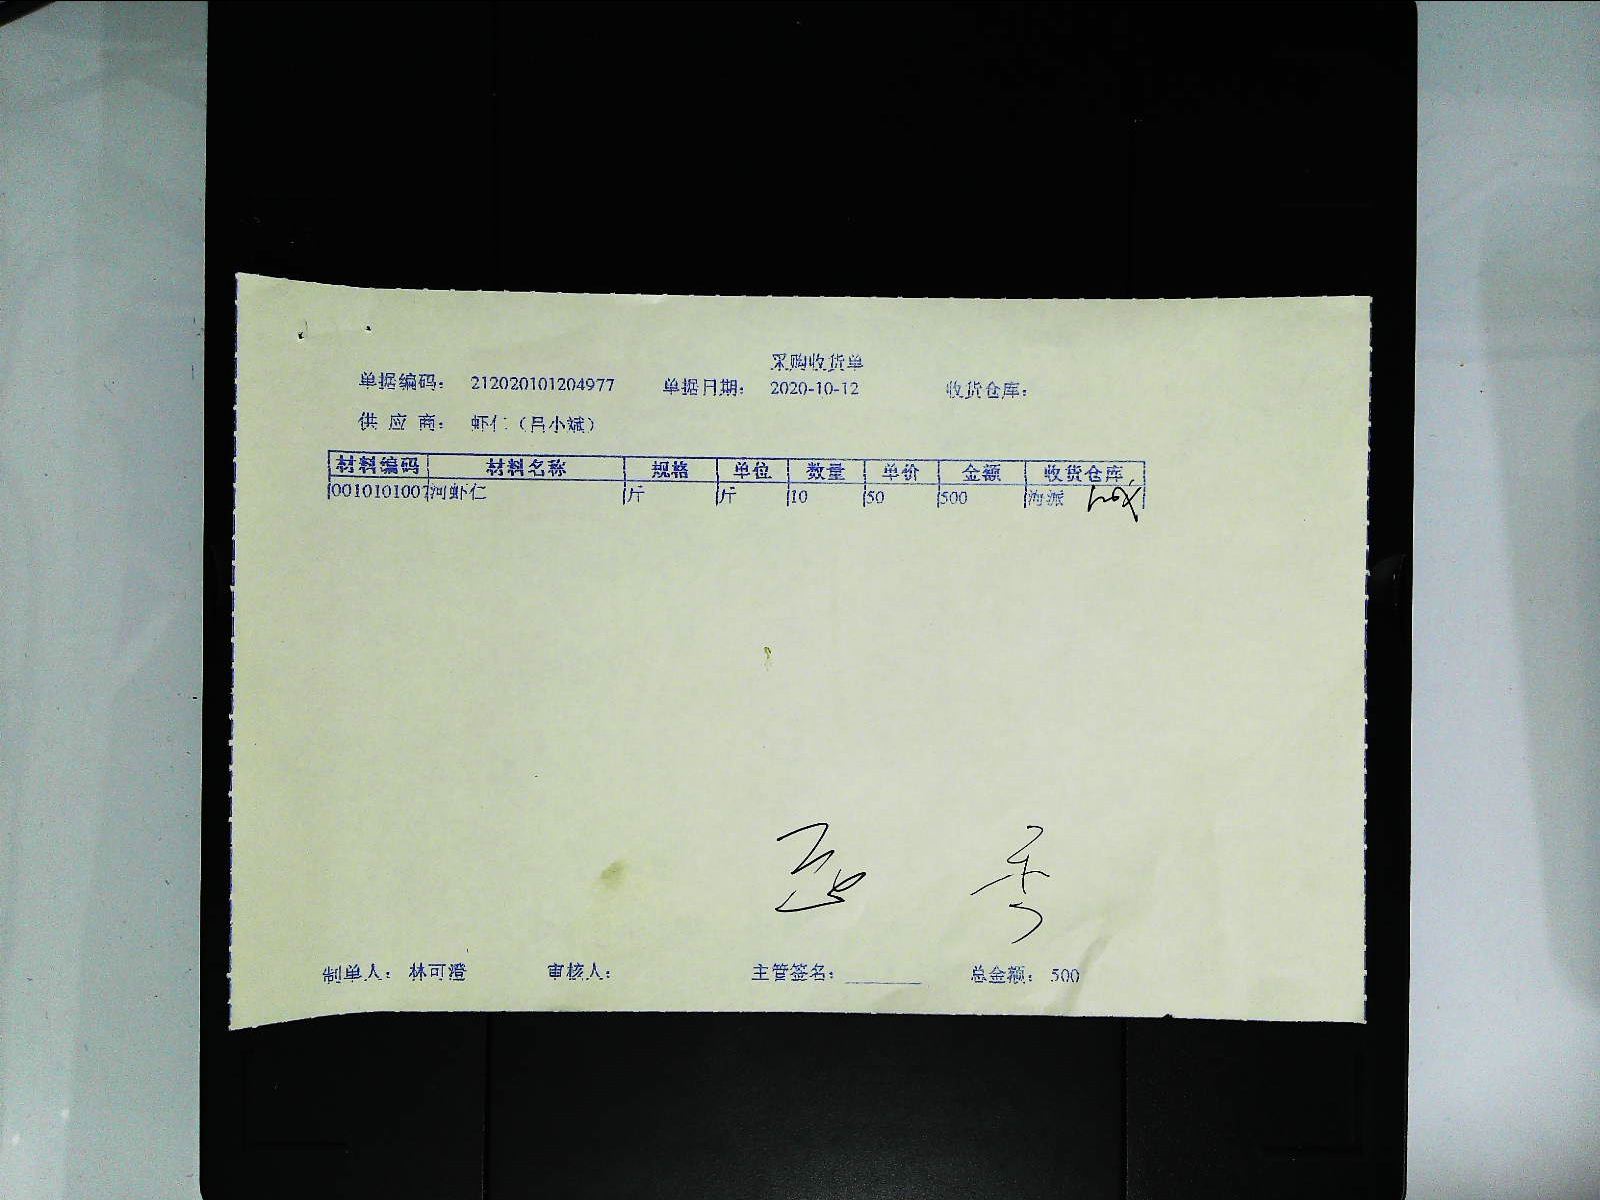 采购收货单
单据编码： 212020101204977 单据日期： 2020-10-12 收货仓库：
供 应 商： 虾仁（吕小斌）
材料编码 材料名称 规格 单位 数量 单价 金额 收货仓库
0010101007 河虾仁 斤 斤 10 50 500 海派
制单人： 林可澄 审核人： 主管签名： 总金额： 500